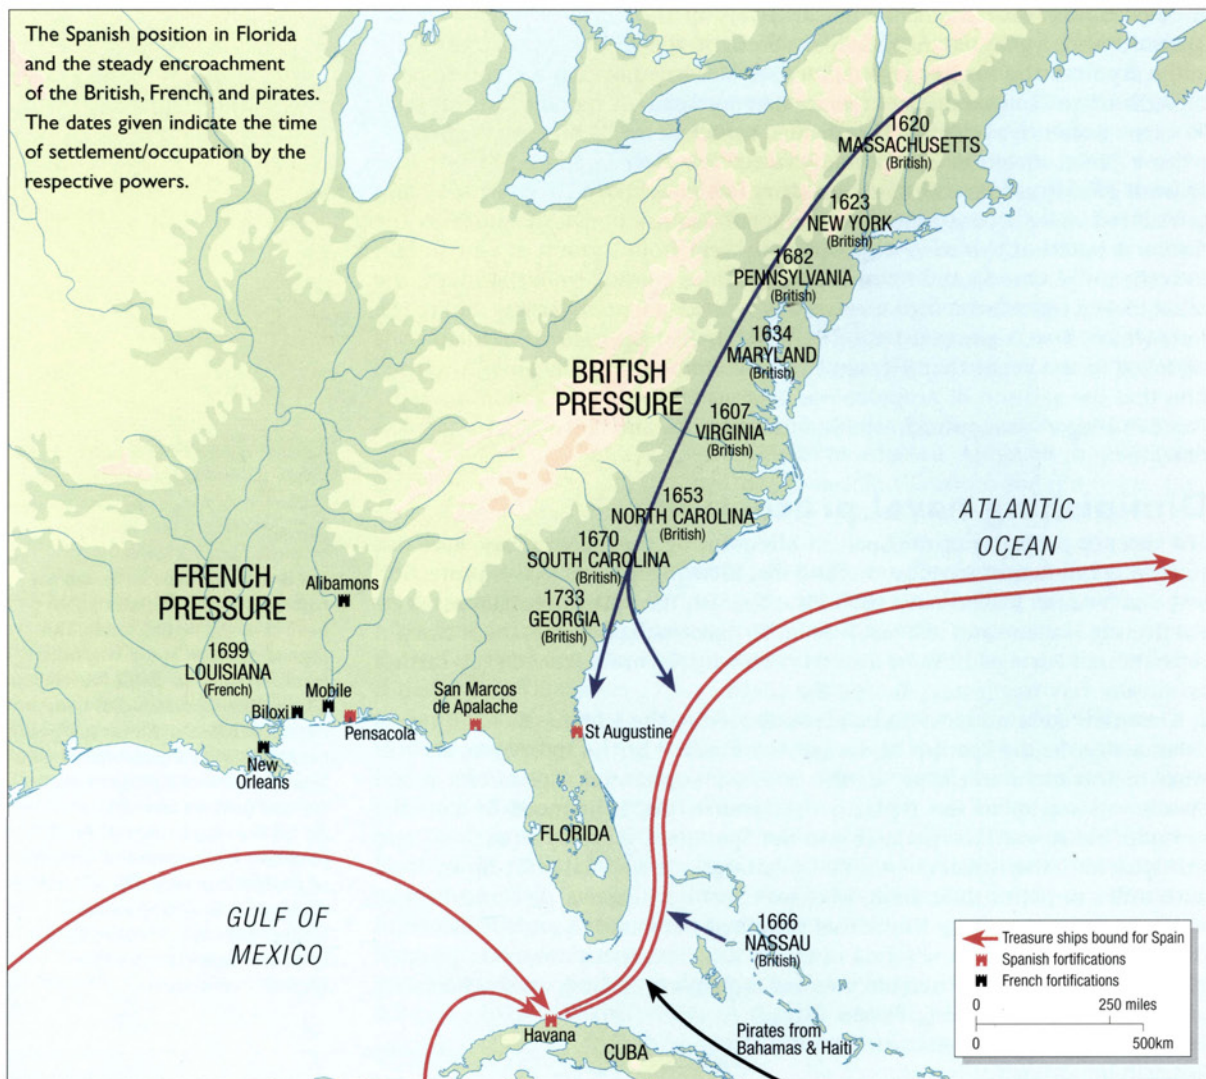 The Spanish position in Florida
and the steady encroachment
of the British, French, and pirates.
The dates given indicate the time
of settlement/occupation by the
respective powers.
1620
MASSACHUSETTS
(British)
1623
NEW YORK
(British)
1682
PENNSYLVANIA
(British)
1634
MARYLAND
(British)
BRITISH
PRESSURE
1607
VIRGINIA
(British)
1653
NORTH CAROLINA
(British)
ATLANTIC
OCEAN
1670
SOUTH CAROLINA
(British)
FRENCH
PRESSURE
Alibamons
1733
GEORGIA
(British)
1699
LOUISIANA
(French)
Mobile
Biloxi
Pensacola
San Marcos
de Apalache
St Augustine
New
Orleans
FLORIDA
GULF OF
MEXICO
1666
NASSAU
(British)
Havana
CUBA
Pirates from
Bahamas & Haiti
Treasure ships bound for Spain
Spanish fortifications
French fortifications
0 250 miles
0 500km